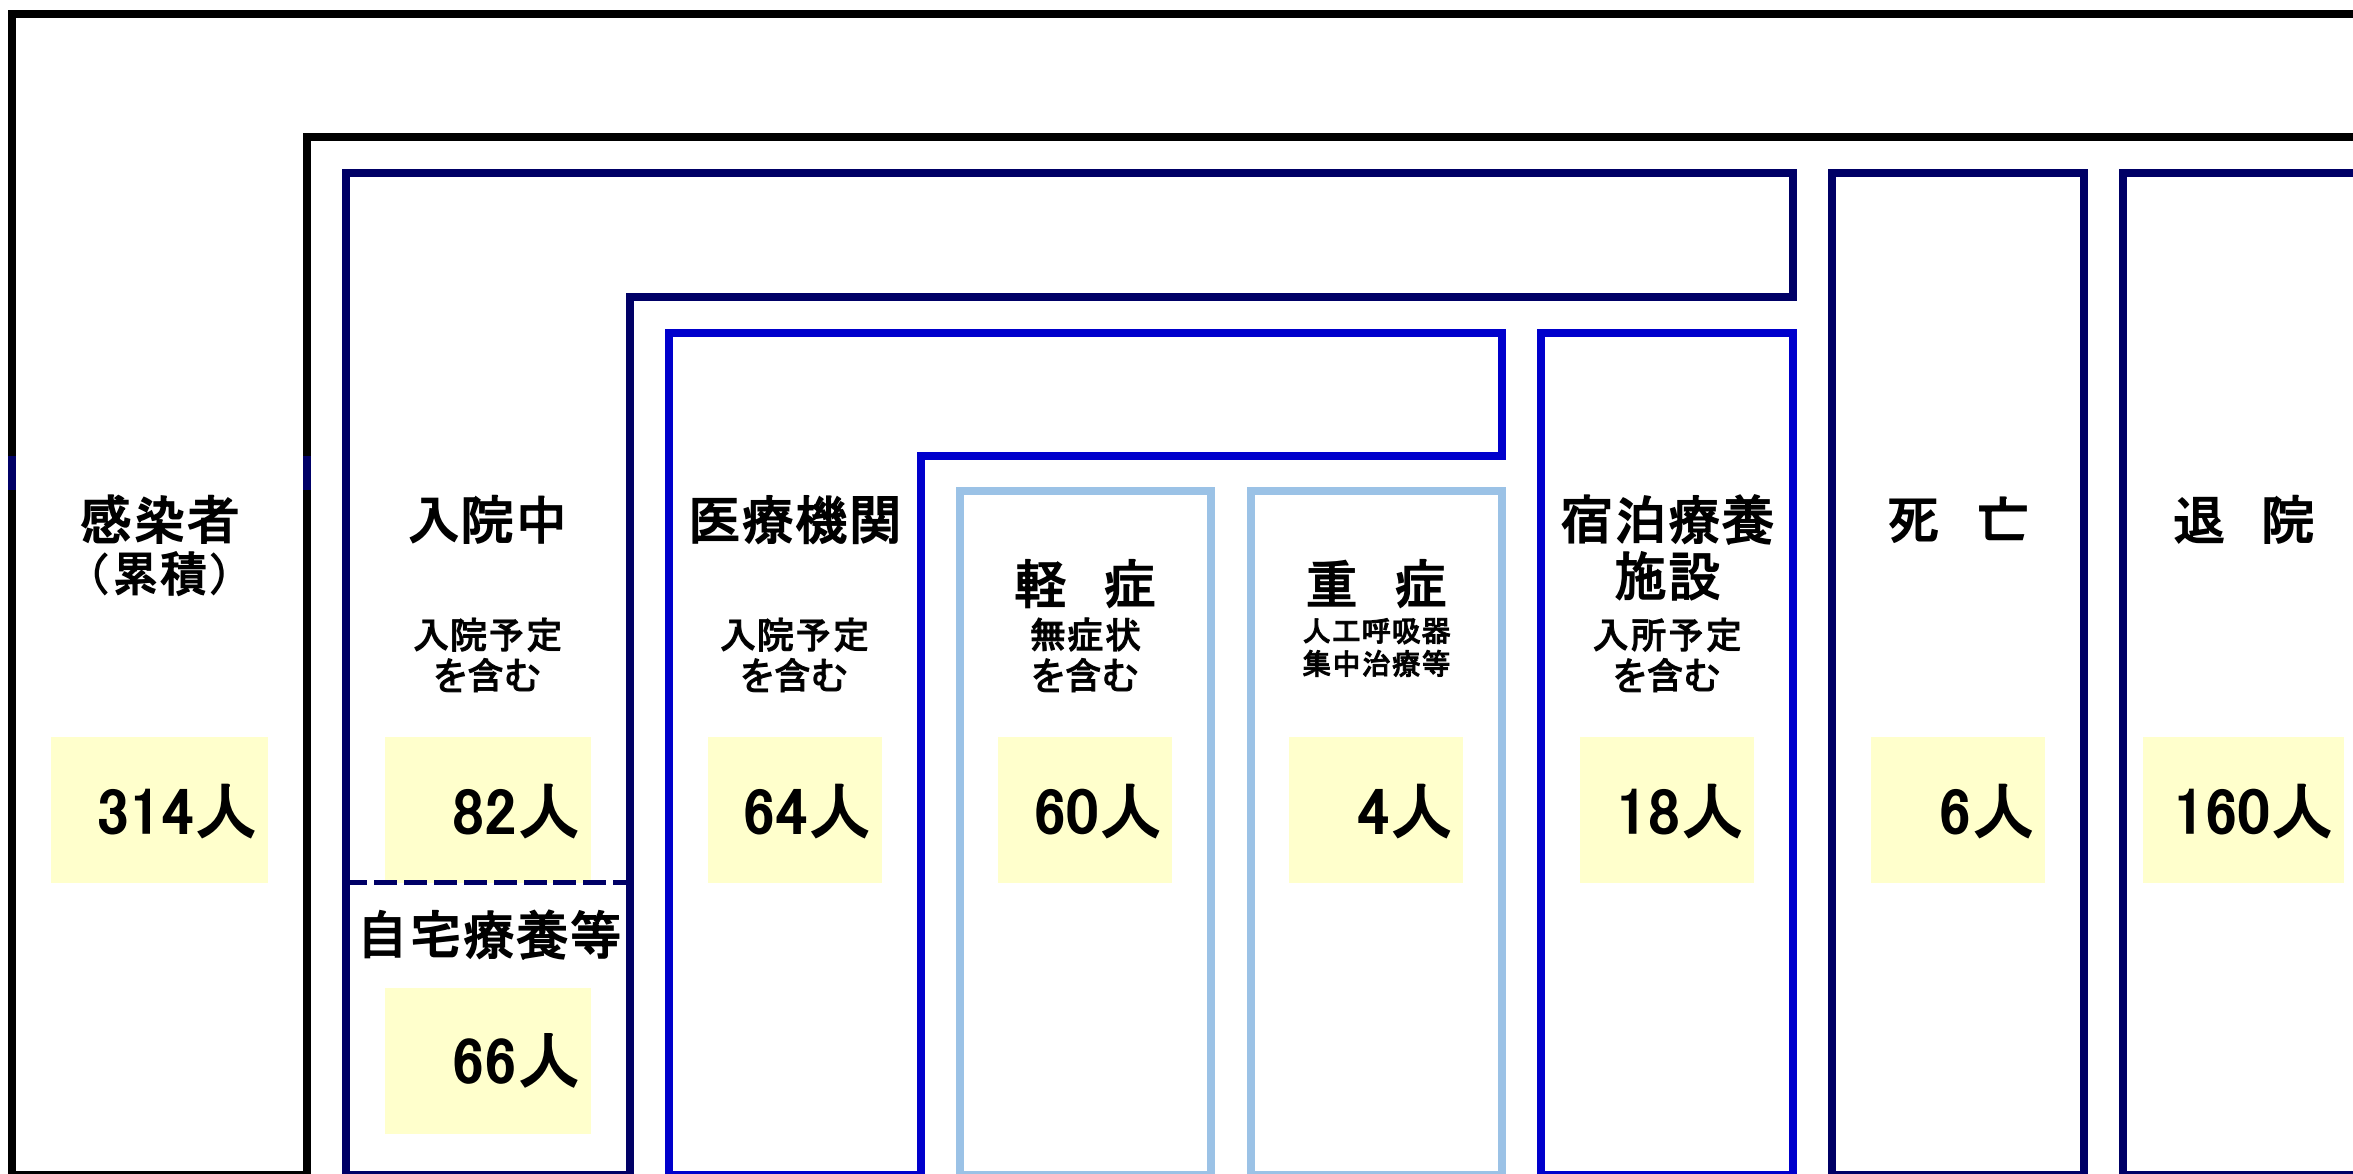 感染者
（累積）
314人
入院中
入院予定
を含む
82人
自宅療養等
66人
医療機関
入院予定
を含む
64人
軽 症
無症状
を含む
60人
重 症
人工呼吸器
集中治療等
4人
宿泊療養
施設
入所予定
を含む
18人
死 亡
6人
退 院
160人